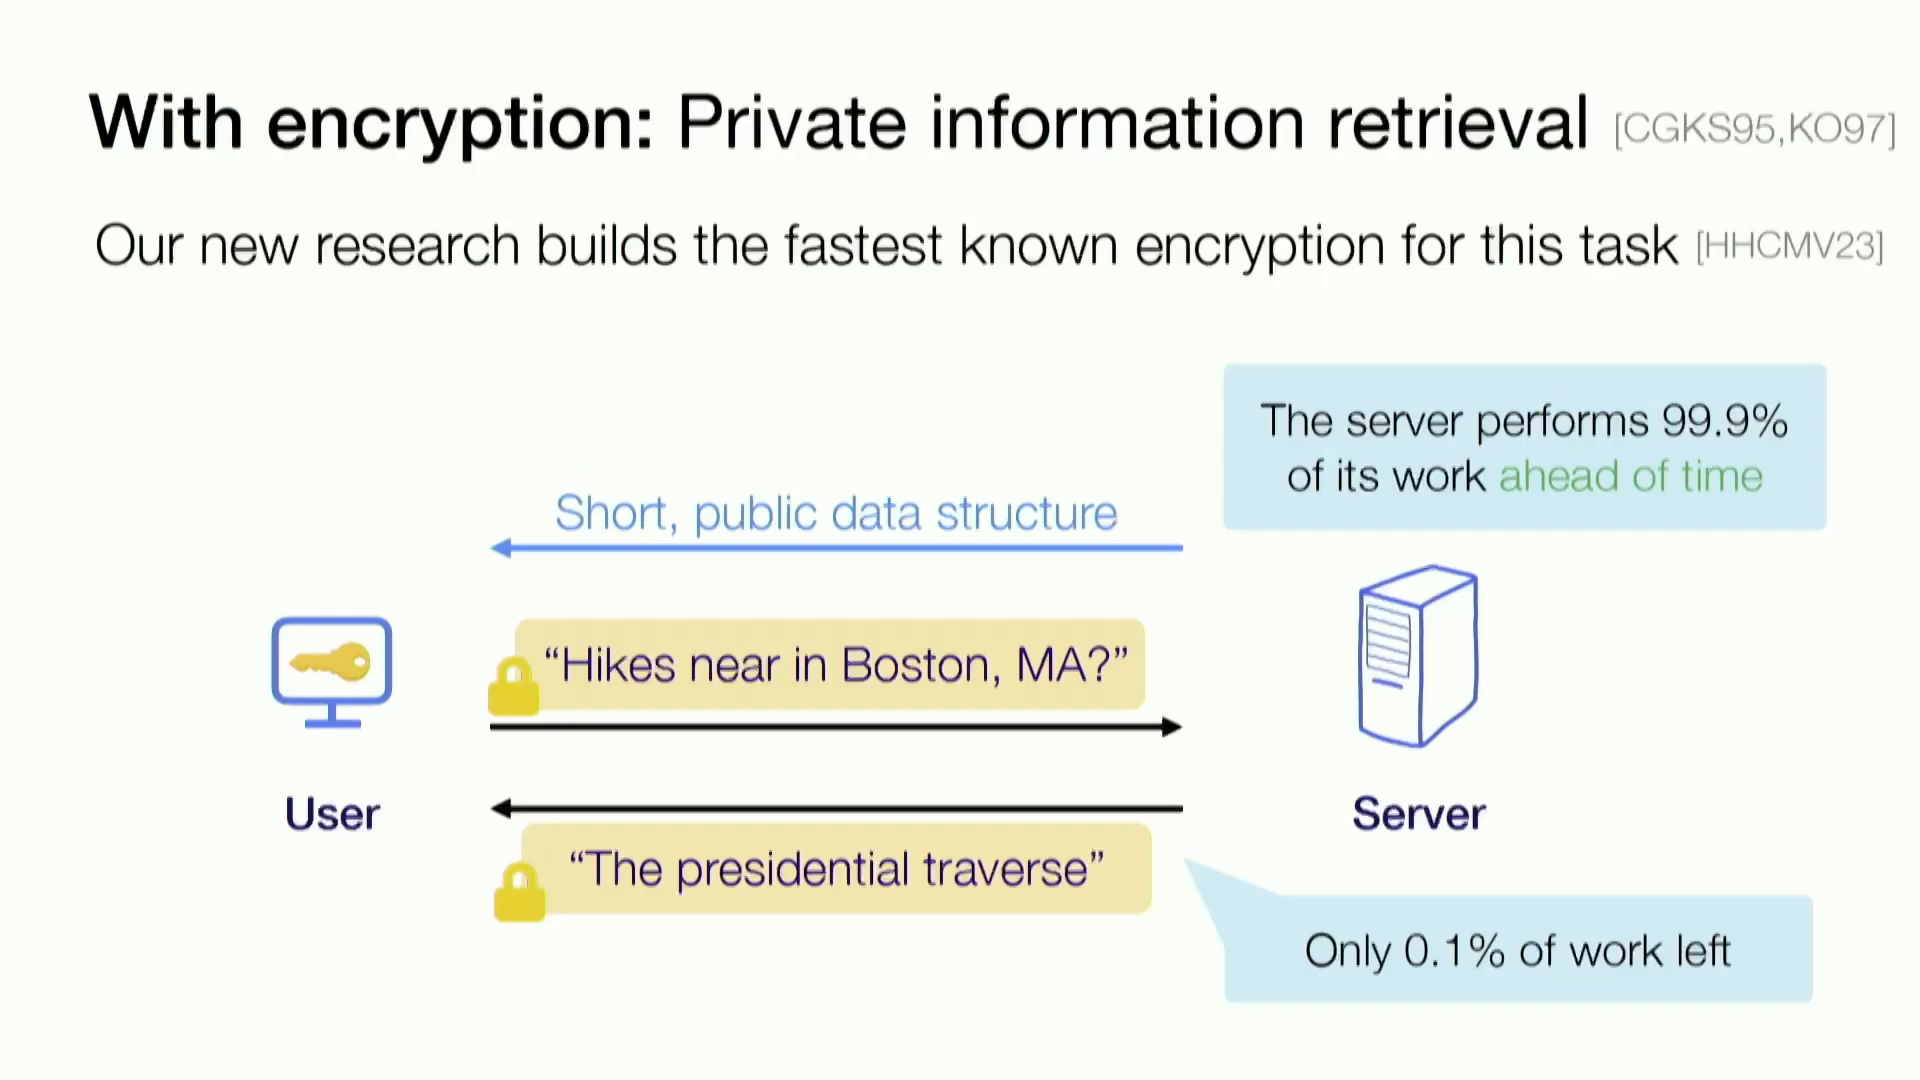 With encryption: Private information retrieval [CGKS95,KO97]
Our new research builds the fastest known encryption for this task [HHCMV23]
The server performs 99.9%
of its work ahead of time
Short, public data structure
“Hikes near in Boston, MA?”
User
Server
“The presidential traverse”
Only 0.1% of work left